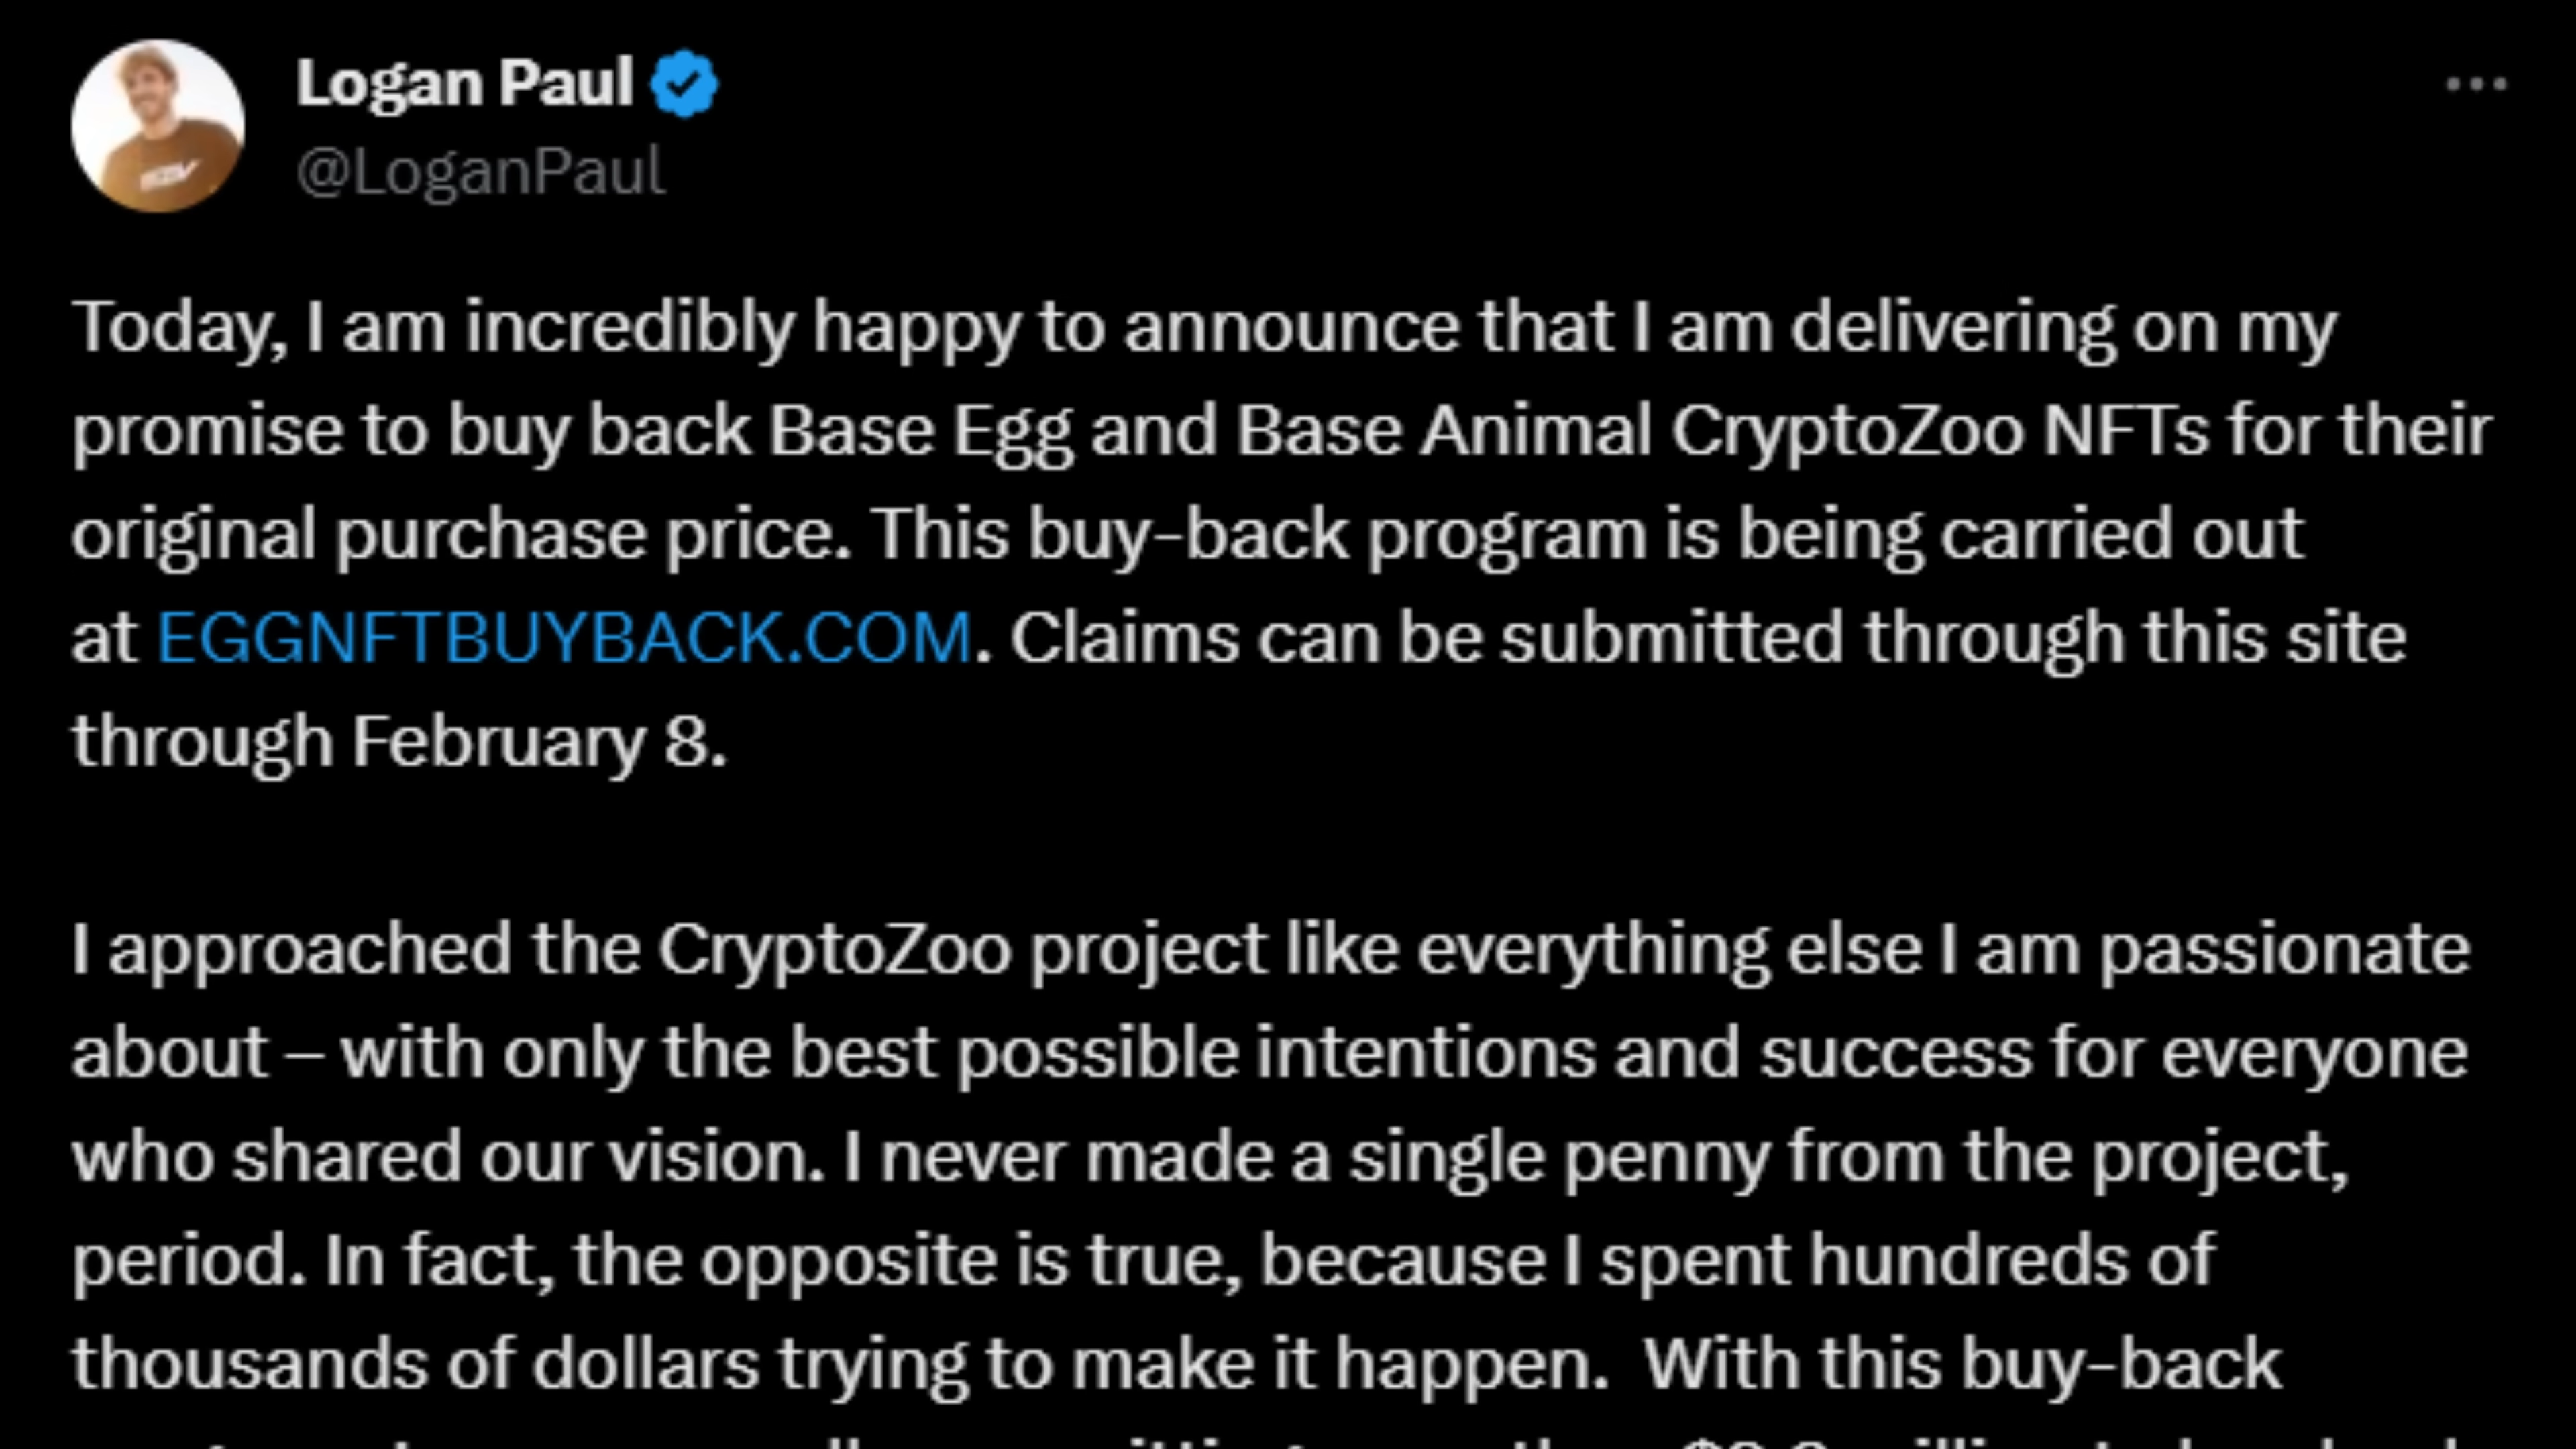 Logan Paul
@LoganPaul
Today, I am incredibly happy to announce that I am delivering on my
promise to buy back Base Egg and Base Animal CryptoZoo NFTs for their
original purchase price. This buy-back program is being carried out
at EGGNFTBUYBACK.COM. Claims can be submitted through this site
through February 8.
I approached the CryptoZoo project like everything else I am passionate
about – with only the best possible intentions and success for everyone
who shared our vision. I never made a single penny from the project,
period. In fact, the opposite is true, because I spent hundreds of
thousands of dollars trying to make it happen.  With this buy-back